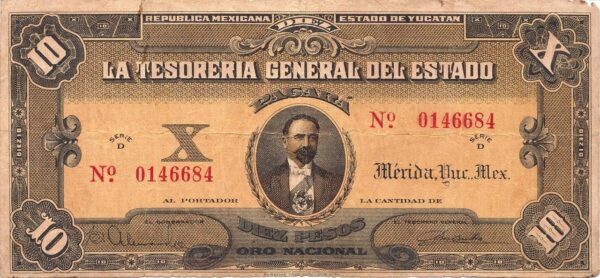 REPUBLICA MEXICANA DIEZ ESTADO DE YUCATAN
10 X
LA TESORERIA GENERAL DEL ESTADO
PAGARÁ
Nº 0146684
SERIE D
X
SERIE D
Nº 0146684
Mérida, Yuc., Mex.
AL PORTADOR LA CANTIDAD DE
DIEZ PESOS
ORO NACIONAL
10 10